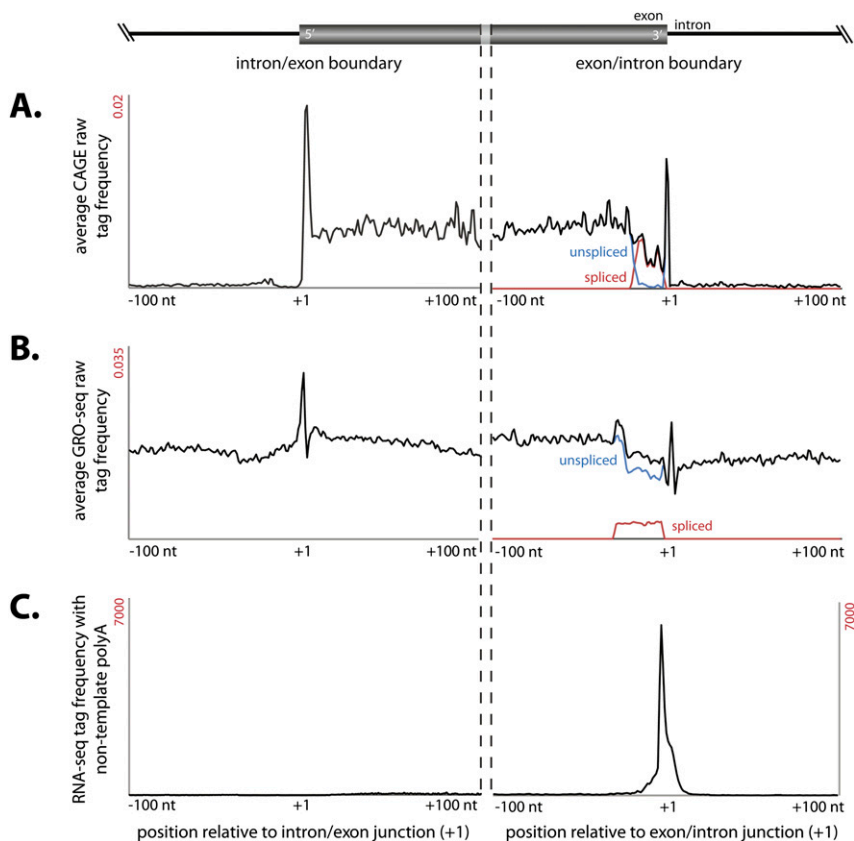 exon
intron
5’
3’
intron/exon boundary
exon/intron boundary
A.
average CAGE raw
tag frequency
0.02
unspliced
spliced
-100 nt
+1
+100 nt
-100 nt
+1
+100 nt
B.
average GRO-seq raw
tag frequency
0.035
unspliced
spliced
-100 nt
+1
+100 nt
-100 nt
+1
+100 nt
C.
RNA-seq tag frequency with
non-template polyA
7000
7000
-100 nt
+1
+100 nt
-100 nt
+1
+100 nt
position relative to intron/exon junction (+1)
position relative to exon/intron junction (+1)